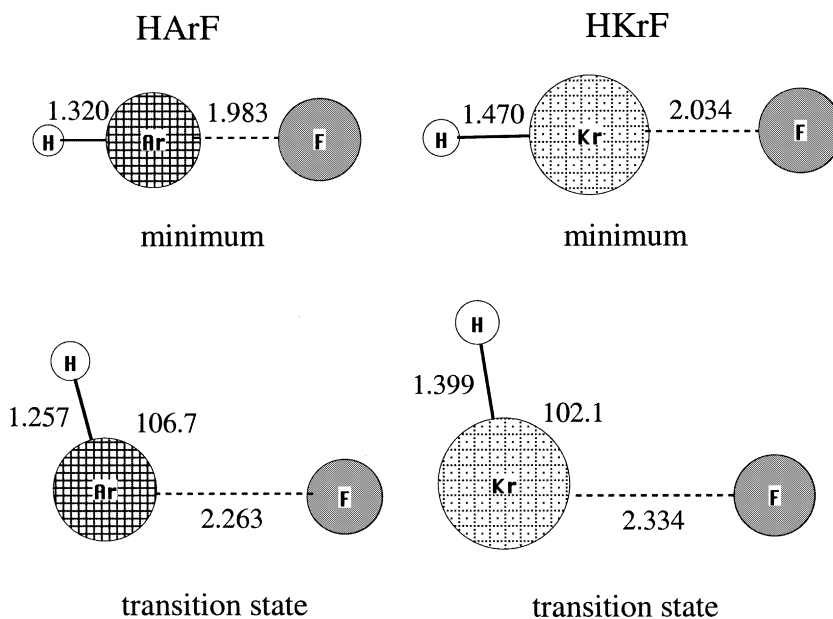 HArF
HKrF
1.320
1.983
H
Ar
F
1.470
2.034
H
Kr
F
minimum
minimum
H
1.257
106.7
Ar
F
2.263
H
1.399
102.1
Kr
F
2.334
transition state
transition state